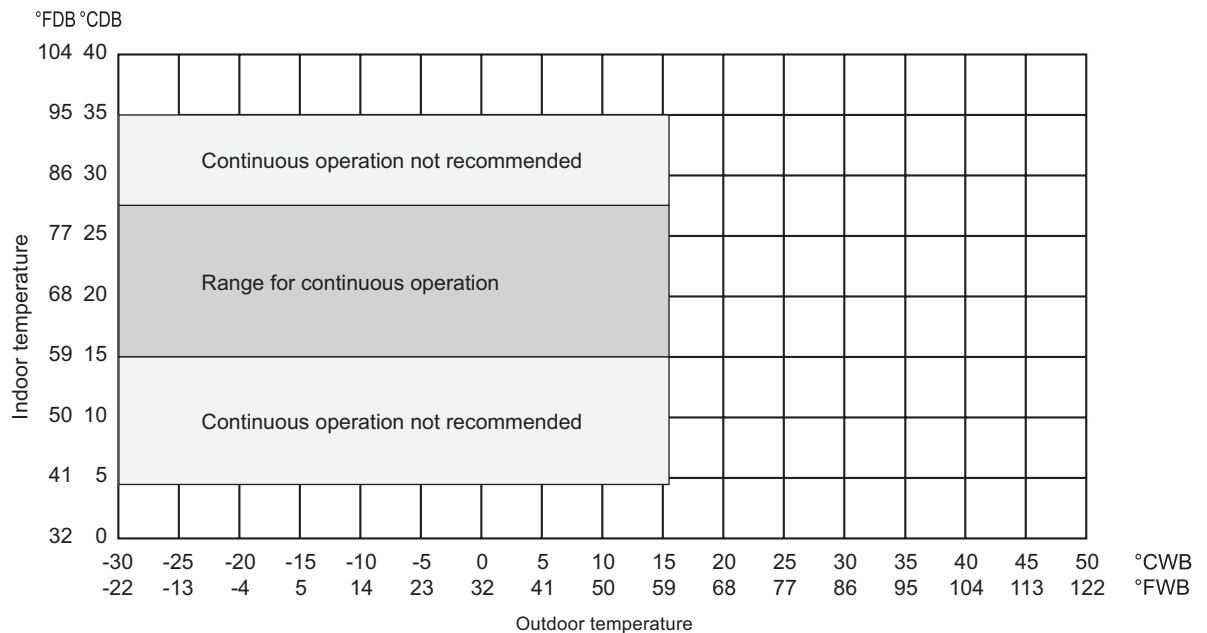 °FDB °CDB
104 40
95 35
Continuous operation not recommended
86 30
77 25
Range for continuous operation
68 20
Indoor temperature
59 15
Continuous operation not recommended
50 10
41 5
32 0
-30 -25 -20 -15 -10 -5 0 5 10 15 20 25 30 35 40 45 50 °CWB
-22 -13 -4 5 14 23 32 41 50 59 68 77 86 95 104 113 122 °FWB
Outdoor temperature